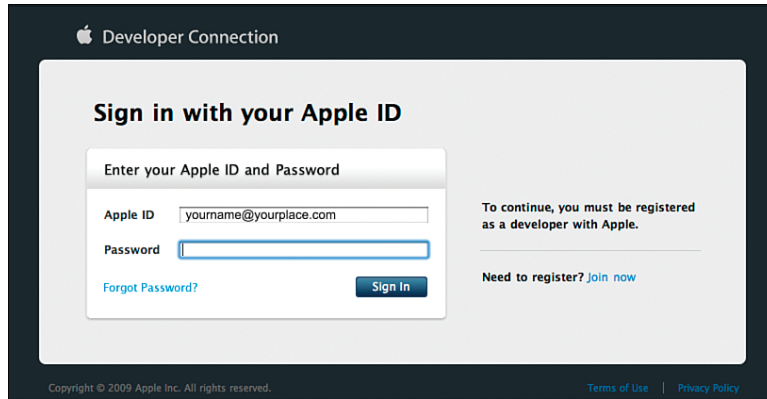 Developer Connection
Sign in with your Apple ID
Enter your Apple ID and Password
Apple ID yourname@yourplace.com
Password
Forgot Password? Sign In
To continue, you must be registered
as a developer with Apple.
Need to register? Join now
Copyright © 2009 Apple Inc. All rights reserved. Terms of Use | Privacy Policy